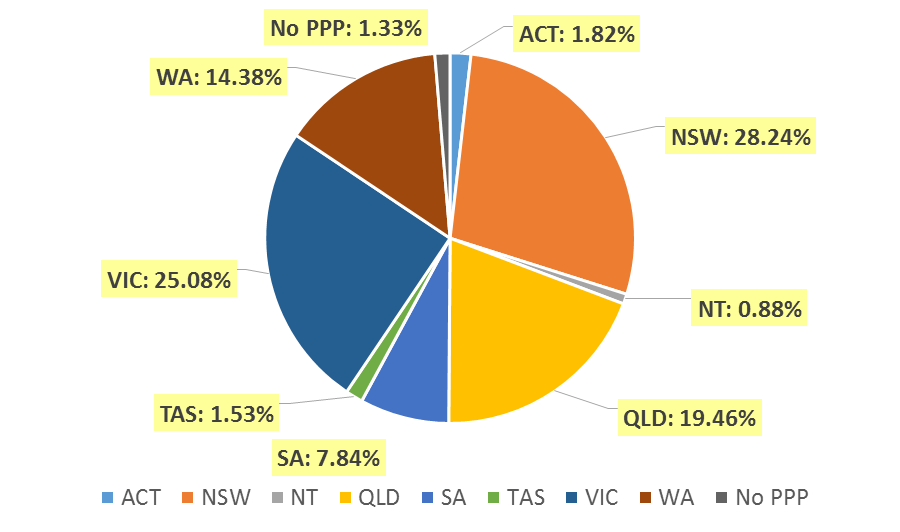 No PPP: 1.33%
ACT: 1.82%
WA: 14.38%
NSW: 28.24%
VIC: 25.08%
NT: 0.88%
TAS: 1.53%
QLD: 19.46%
SA: 7.84%
ACT NSW NT QLD SA TAS VIC WA No PPP